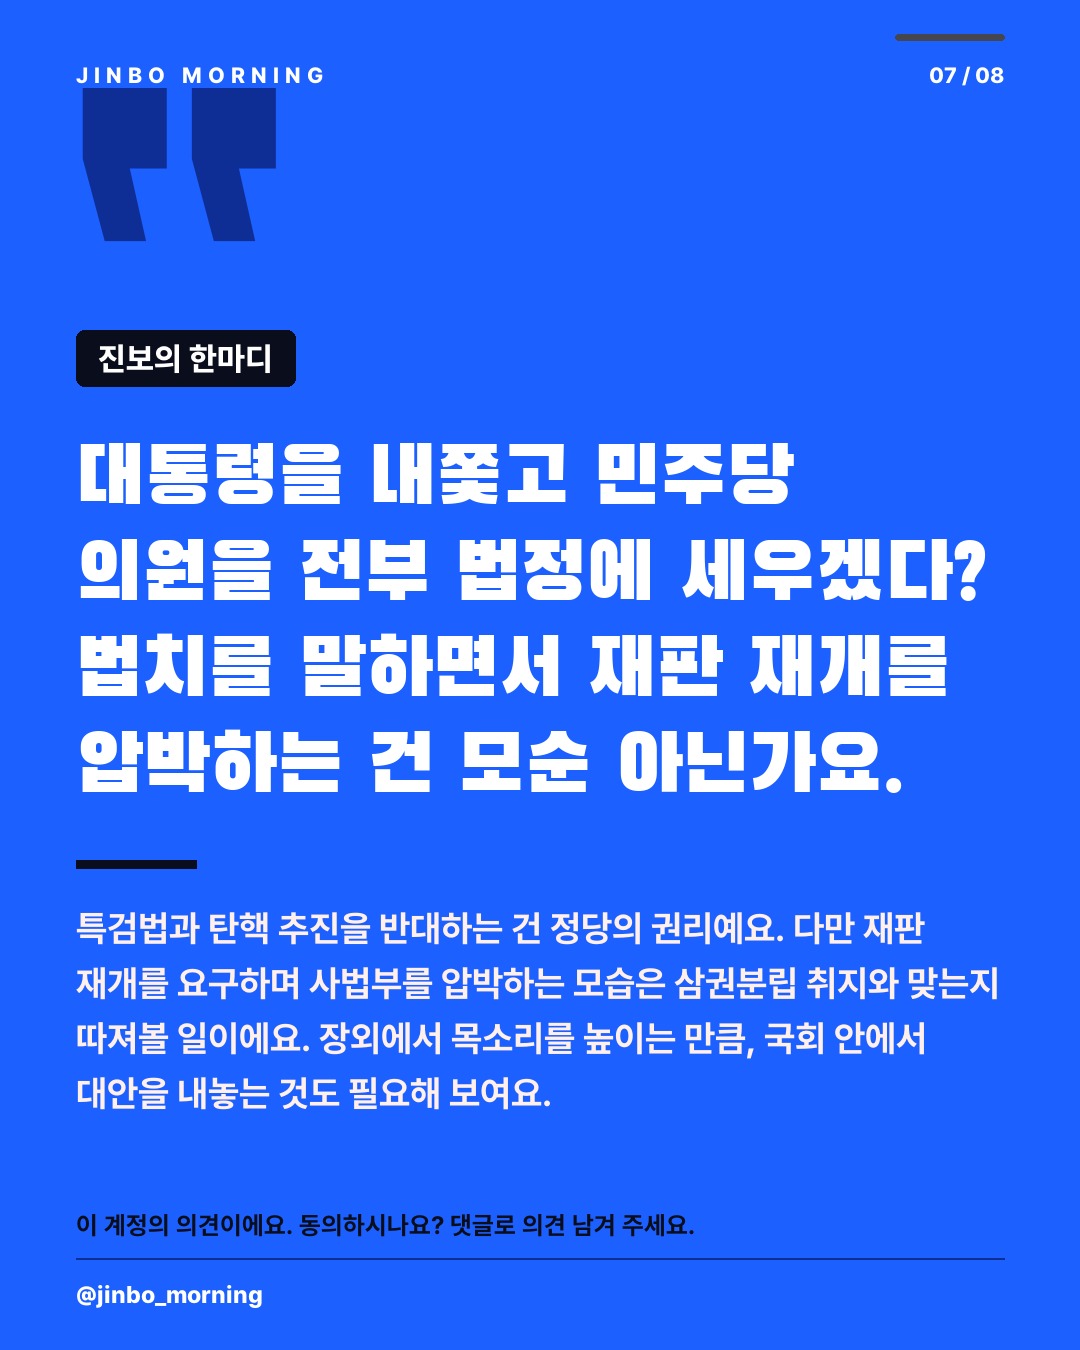 JINBO MORNING
07 / 08
진보의 한마디
대통령을 내쫓고 민주당
의원을 전부 법정에 세우겠다?
법치를 말하면서 재판 재개를
압박하는 건 모순 아닌가요.
특검법과 탄핵 추진을 반대하는 건 정당의 권리예요. 다만 재판
재개를 요구하며 사법부를 압박하는 모습은 삼권분립 취지와 맞는지
따져볼 일이에요. 장외에서 목소리를 높이는 만큼, 국회 안에서
대안을 내놓는 것도 필요해 보여요.
이 계정의 의견이에요. 동의하시나요? 댓글로 의견 남겨 주세요.
@jinbo_morning